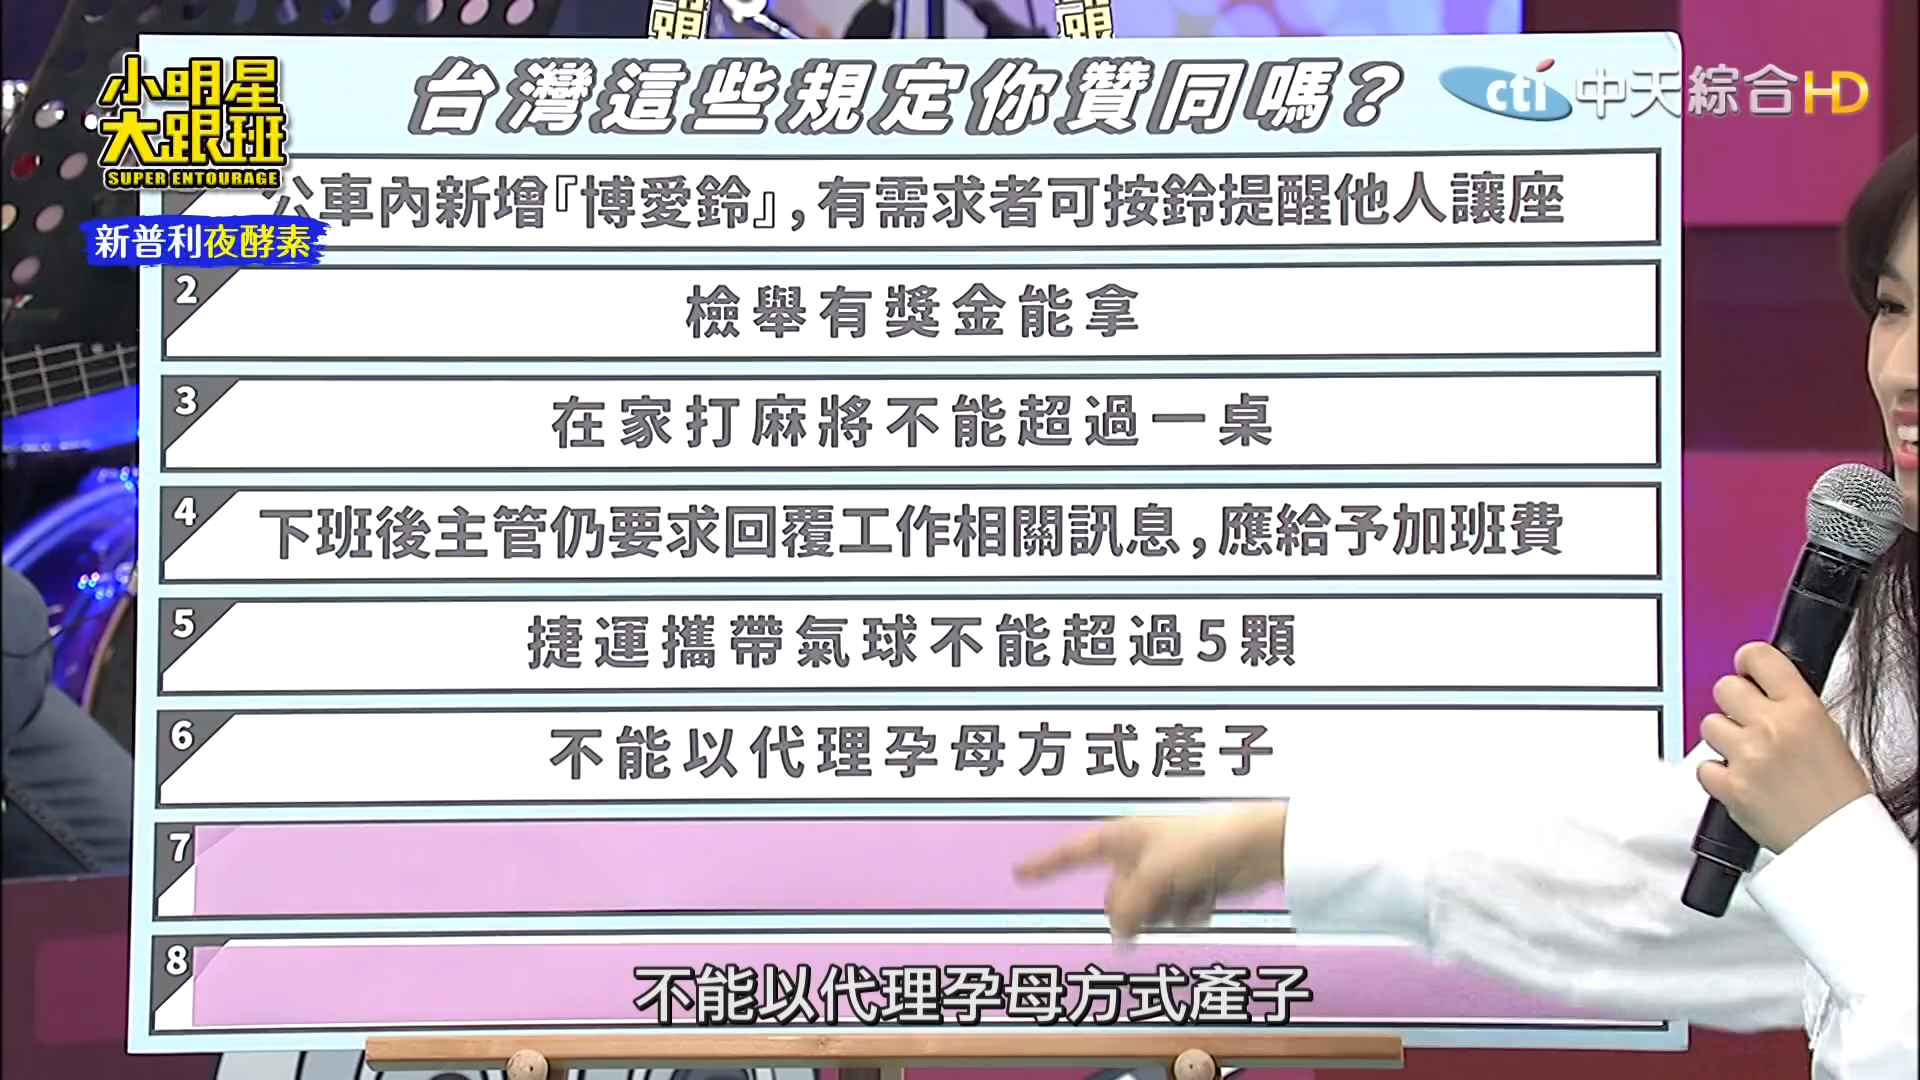 台灣這些規定你贊同嗎?
cti 中天綜合HD
小明星
大跟班
SUPER ENTOURAGE
新普利夜酵素
公車內新增『博愛鈴』,有需求者可按鈴提醒他人讓座
2 檢舉有獎金能拿
3 在家打麻將不能超過一桌
4 下班後主管仍要求回覆工作相關訊息,應給予加班費
5 捷運攜帶氣球不能超過5顆
6 不能以代理孕母方式產子
7
8
不能以代理孕母方式產子